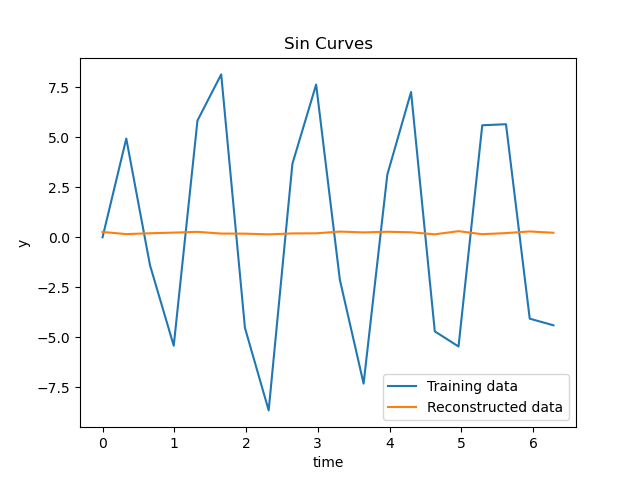 Sin Curves
7.5
5.0
2.5
0.0
−2.5
−5.0
−7.5
y
0 1 2 3 4 5 6
time
Training data
Reconstructed data